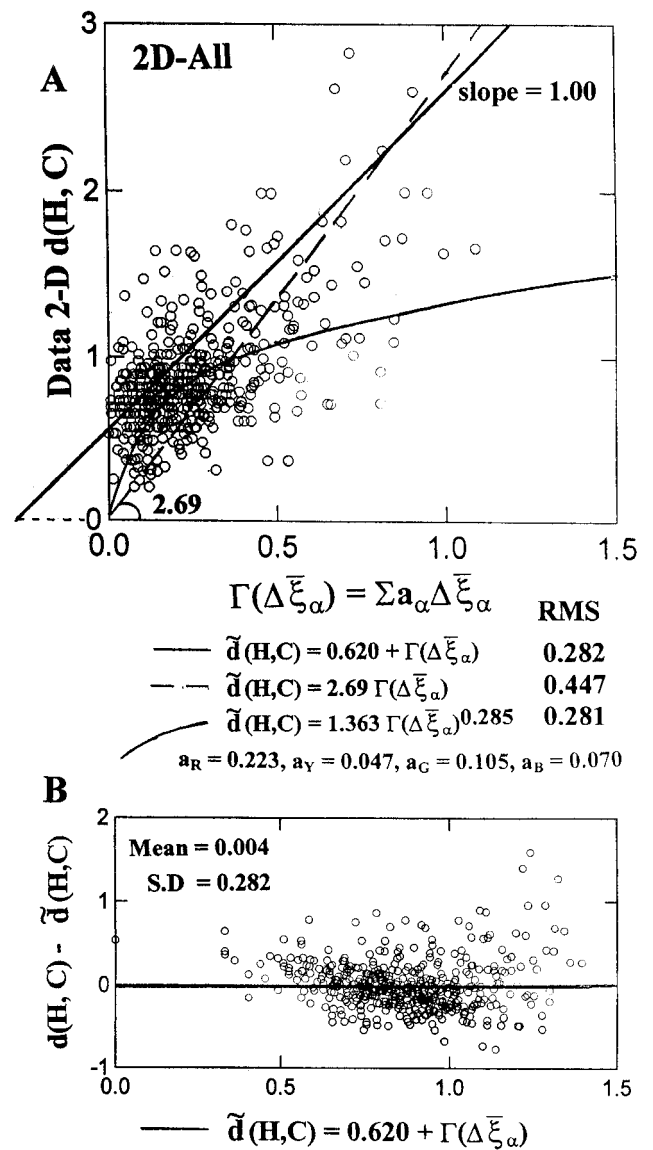 3
A
2D-All
slope = 1.00
Data 2-D d(H, C)
2
1
0
2.69
0.0 0.5 1.0 1.5
Γ(Δξ̅α) = Σaα Δξ̅α
RMS
d̃(H,C) = 0.620 + Γ(Δξ̅α) 0.282
d̃(H,C) = 2.69 Γ(Δξ̅α) 0.447
d̃(H,C) = 1.363 Γ(Δξ̅α)^0.285 0.281
aR = 0.223, aY = 0.047, aG = 0.105, aB = 0.070
B
2
Mean = 0.004
S.D = 0.282
d(H, C) - d̃(H,C)
1
0
-1
0.0 0.5 1.0 1.5
d̃(H,C) = 0.620 + Γ(Δξ̅α)